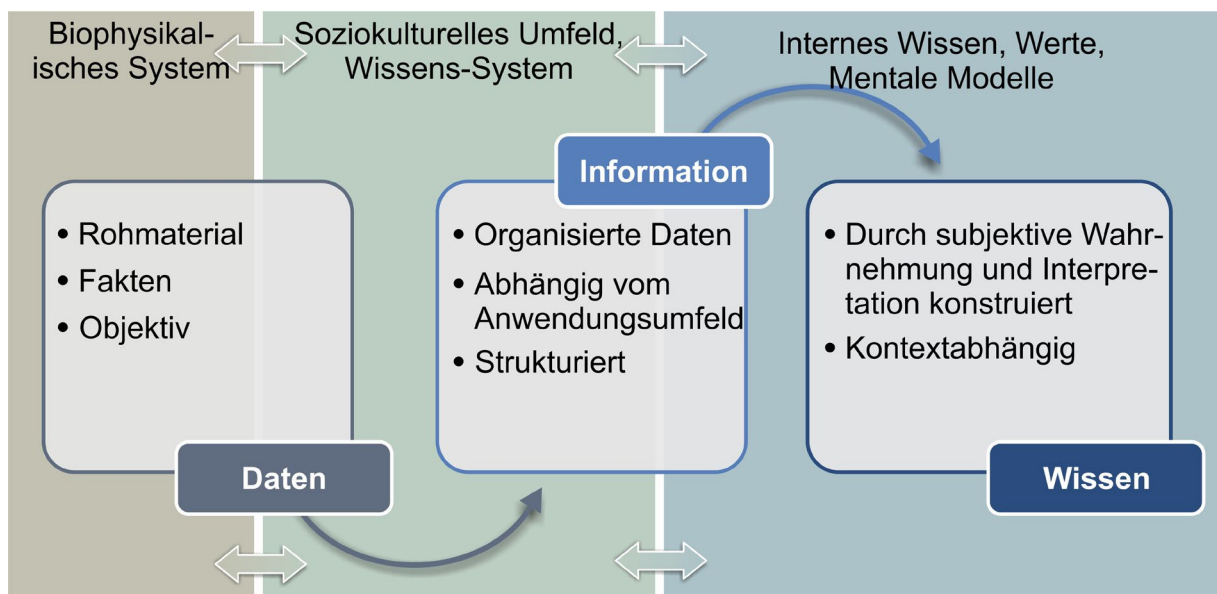 Biophysikal-
isches System
Soziokulturelles Umfeld,
Wissens-System
Internes Wissen, Werte,
Mentale Modelle
• Rohmaterial
• Fakten
• Objektiv
Daten
Information
• Organisierte Daten
• Abhängig vom
Anwendungsumfeld
• Strukturiert
• Durch subjektive Wahr-
nehmung und Interpre-
tation konstruiert
• Kontextabhängig
Wissen